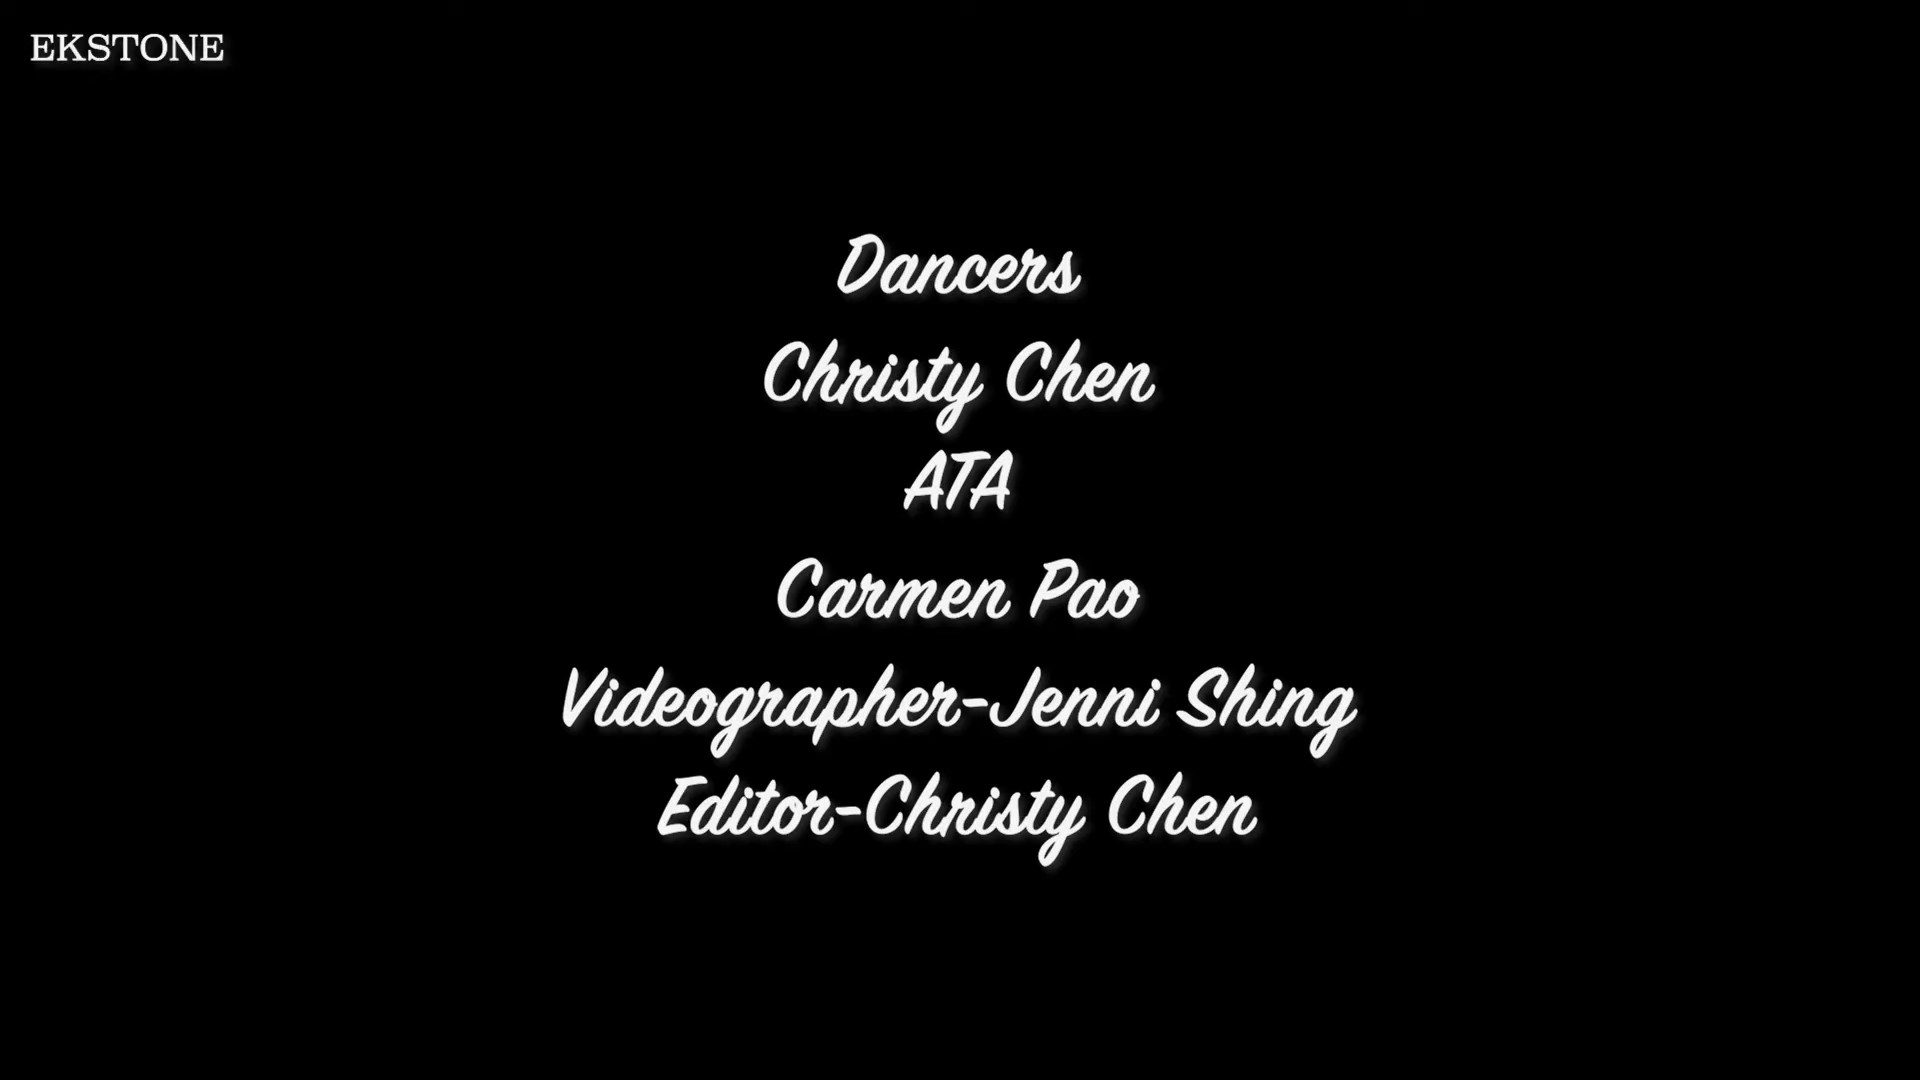 EKSTONE
Dancers
Christy Chen
ATA
Carmen Pao
Videographer-Jenni Shing
Editor-Christy Chen